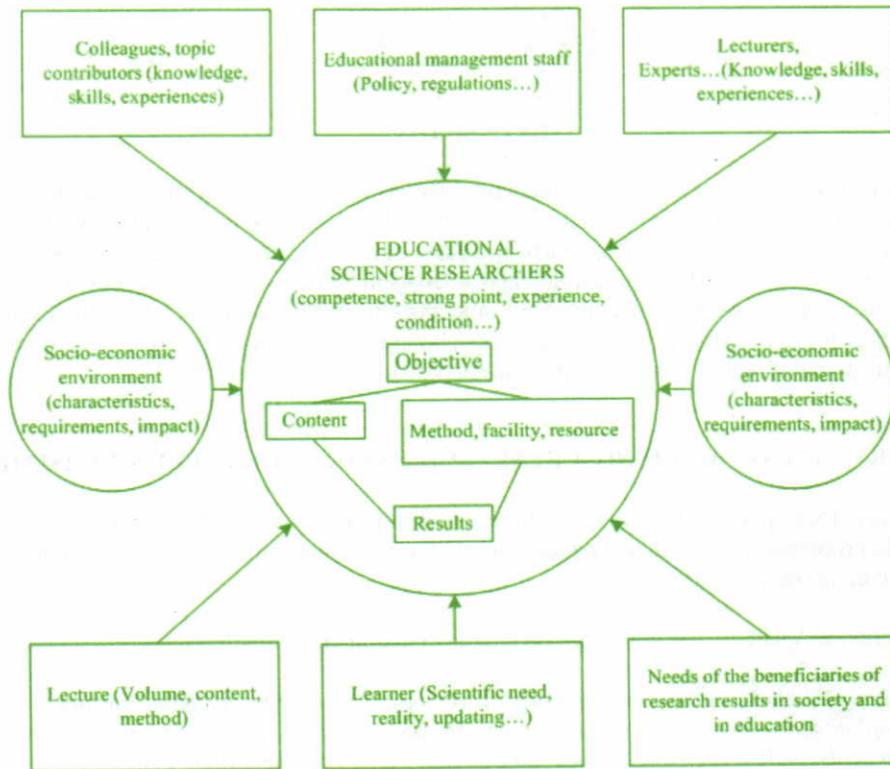 Colleagues, topic
contributors (knowledge,
skills, experiences)
Educational management staff
(Policy, regulations...)
Lecturers,
Experts...(Knowledge, skills,
experiences...)
EDUCATIONAL
SCIENCE RESEARCHERS
(competence, strong point, experience,
condition...)
Objective
Content
Method, facility, resource
Results
Socio-economic
environment
(characteristics,
requirements, impact)
Socio-economic
environment
(characteristics,
requirements, impact)
Lecture (Volume, content,
method)
Learner (Scientific need,
reality, updating...)
Needs of the beneficiaries of
research results in society and
in education